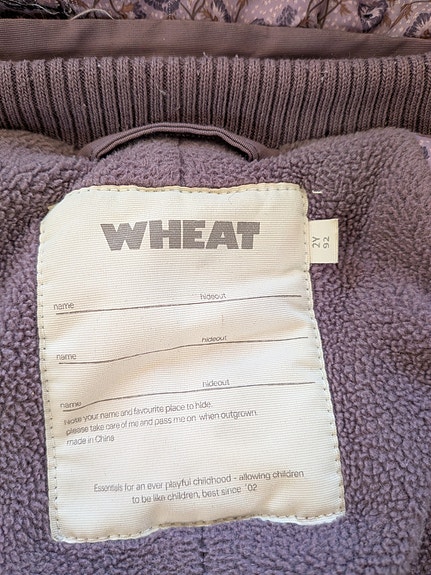 WHEAT
2Y
92
name hideout
name hideout
name hideout
Note your name and favourite place to hide.
please take care of me and pass me on when outgrown.
made in China
Essentials for an ever playful childhood - allowing children
to be like children, best since '02